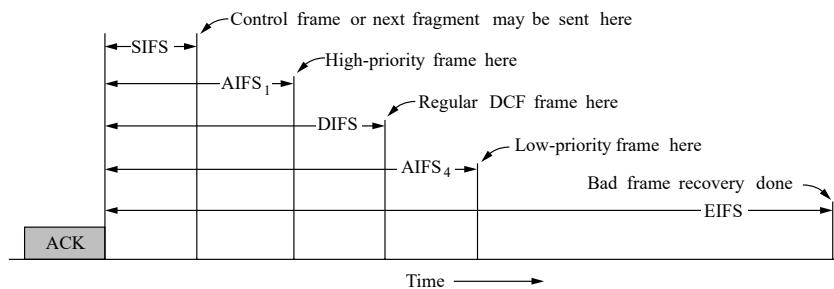 Control frame or next fragment may be sent here
SIFS
High-priority frame here
AIFS1
Regular DCF frame here
DIFS
Low-priority frame here
AIFS4
Bad frame recovery done
EIFS
ACK
Time